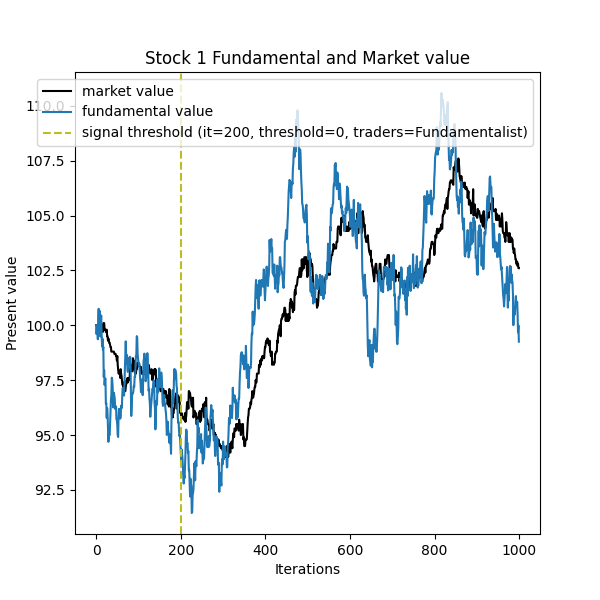 Stock 1 Fundamental and Market value
market value
fundamental value
signal threshold (it=200, threshold=0, traders=Fundamentalist)
110.0
107.5
105.0
102.5
100.0
97.5
95.0
92.5
Present value
0 200 400 600 800 1000
Iterations